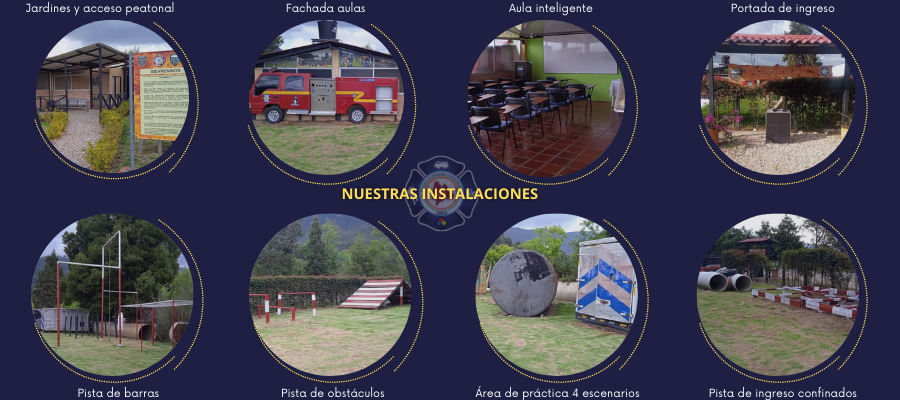 Jardines y acceso peatonal
Fachada aulas
Aula inteligente
Portada de ingreso
BIENVENIDOS
NUESTRAS INSTALACIONES
Pista de barras
Pista de obstáculos
Área de práctica 4 escenarios
Pista de ingreso confinados